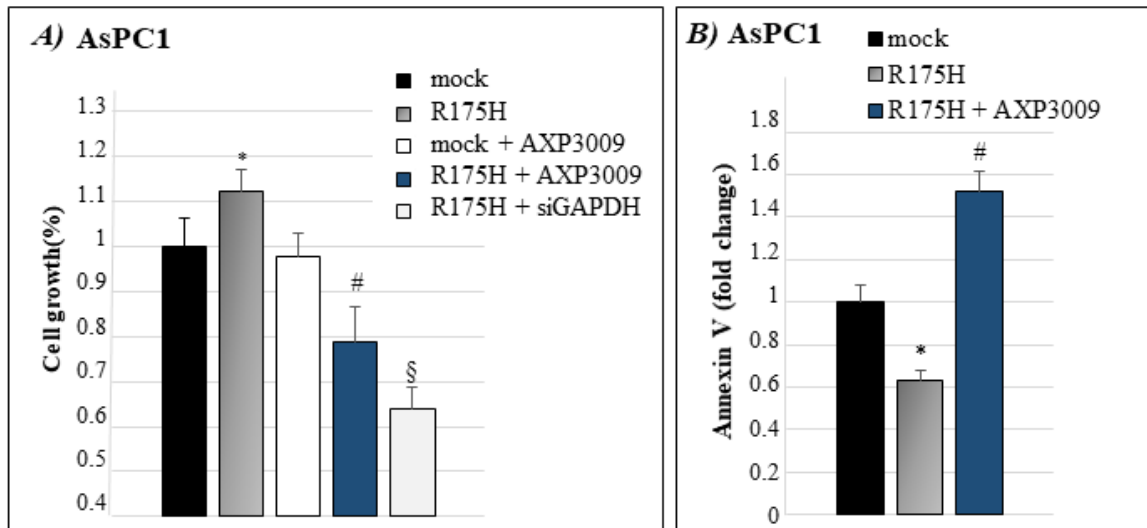 A) AsPC1
mock
R175H
mock + AXP3009
R175H + AXP3009
R175H + siGAPDH
Cell growth(%)
1.3
1.2
1.1
1
0.9
0.8
0.7
0.6
0.5
0.4
*
#
§
B) AsPC1
mock
R175H
R175H + AXP3009
Annexin V (fold change)
1.8
1.6
1.4
1.2
1
0.8
0.6
0.4
0.2
0
*
#